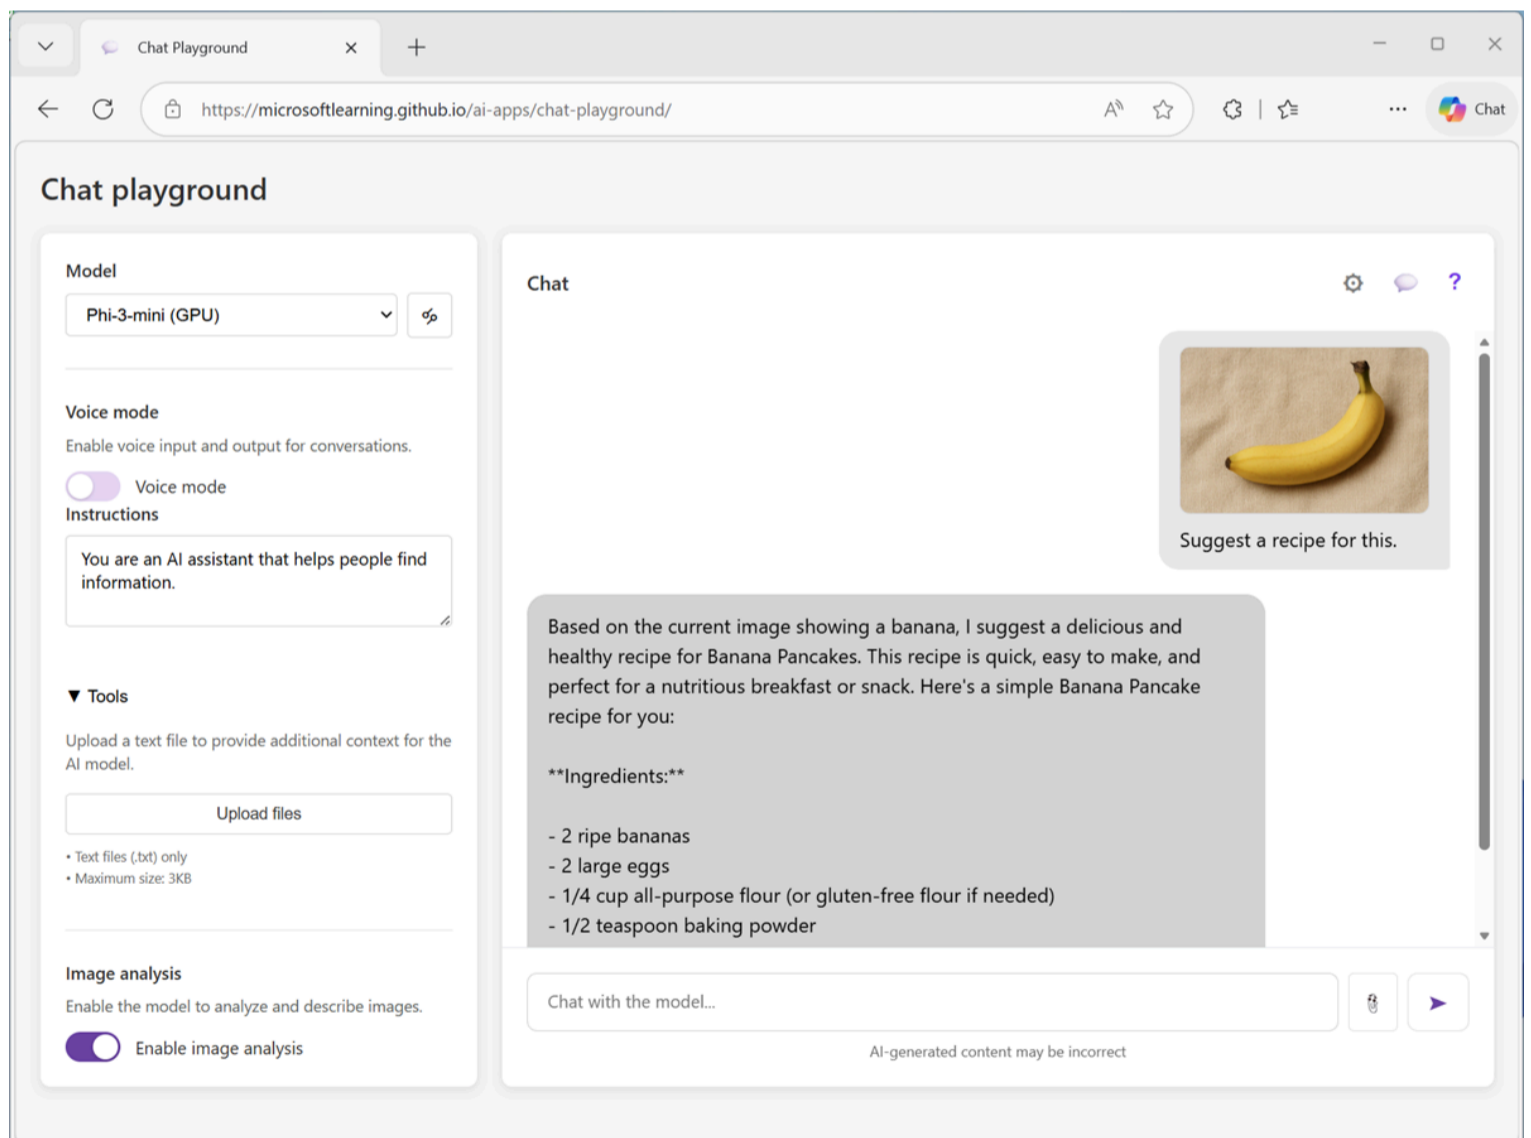 Chat Playground
https://microsoftlearning.github.io/ai-apps/chat-playground/
Chat
Chat playground
Model
Phi-3-mini (GPU)
Voice mode
Enable voice input and output for conversations.
Voice mode
Instructions
You are an AI assistant that helps people find
information.
▼ Tools
Upload a text file to provide additional context for the
AI model.
Upload files
• Text files (.txt) only
• Maximum size: 3KB
Image analysis
Enable the model to analyze and describe images.
Enable image analysis
Chat
?
Suggest a recipe for this.
Based on the current image showing a banana, I suggest a delicious and
healthy recipe for Banana Pancakes. This recipe is quick, easy to make, and
perfect for a nutritious breakfast or snack. Here's a simple Banana Pancake
recipe for you:
**Ingredients:**
- 2 ripe bananas
- 2 large eggs
- 1/4 cup all-purpose flour (or gluten-free flour if needed)
- 1/2 teaspoon baking powder
Chat with the model...
AI-generated content may be incorrect